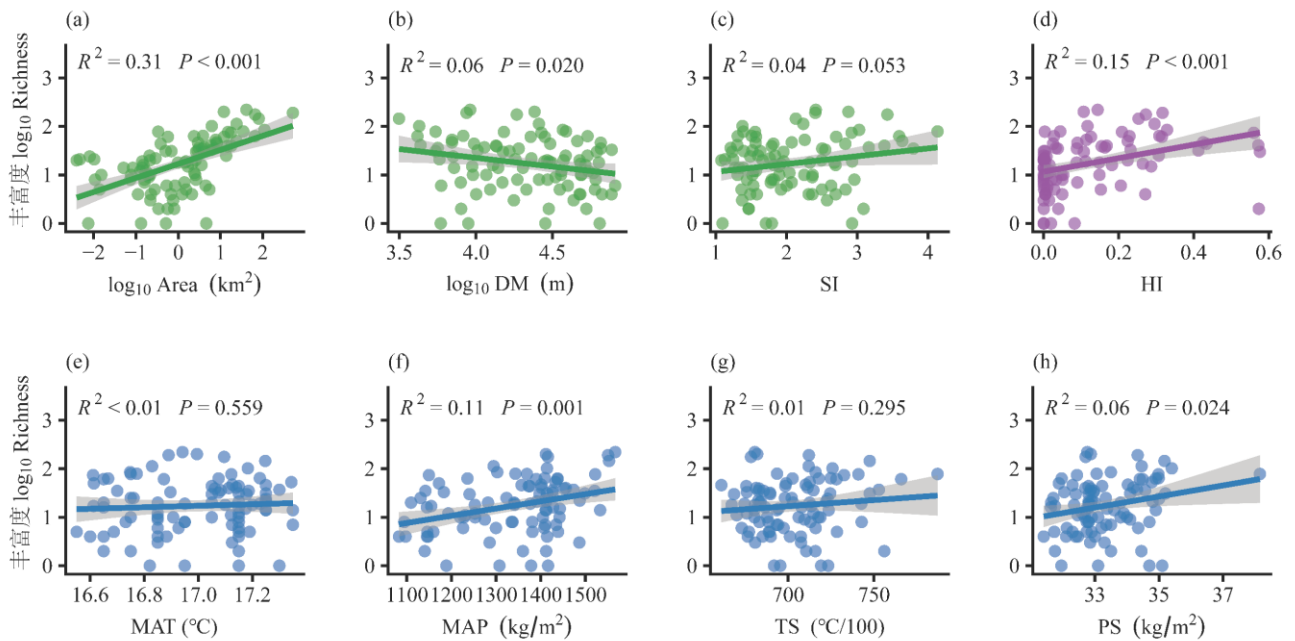 (a)
R² = 0.31 P < 0.001
丰富度 log₁₀ Richness
3
2
1
0
−2 −1 0 1 2
log₁₀ Area (km²)
(b)
R² = 0.06 P = 0.020
3
2
1
0
3.5 4.0 4.5
log₁₀ DM (m)
(c)
R² = 0.04 P = 0.053
3
2
1
0
1 2 3 4
SI
(d)
R² = 0.15 P < 0.001
3
2
1
0
0.0 0.2 0.4 0.6
HI
(e)
R² < 0.01 P = 0.559
丰富度 log₁₀ Richness
3
2
1
0
16.6 16.8 17.0 17.2
MAT (℃)
(f)
R² = 0.11 P = 0.001
3
2
1
0
1100 1200 1300 1400 1500
MAP (kg/m²)
(g)
R² = 0.01 P = 0.295
3
2
1
0
700 750
TS (℃/100)
(h)
R² = 0.06 P = 0.024
3
2
1
0
33 35 37
PS (kg/m²)